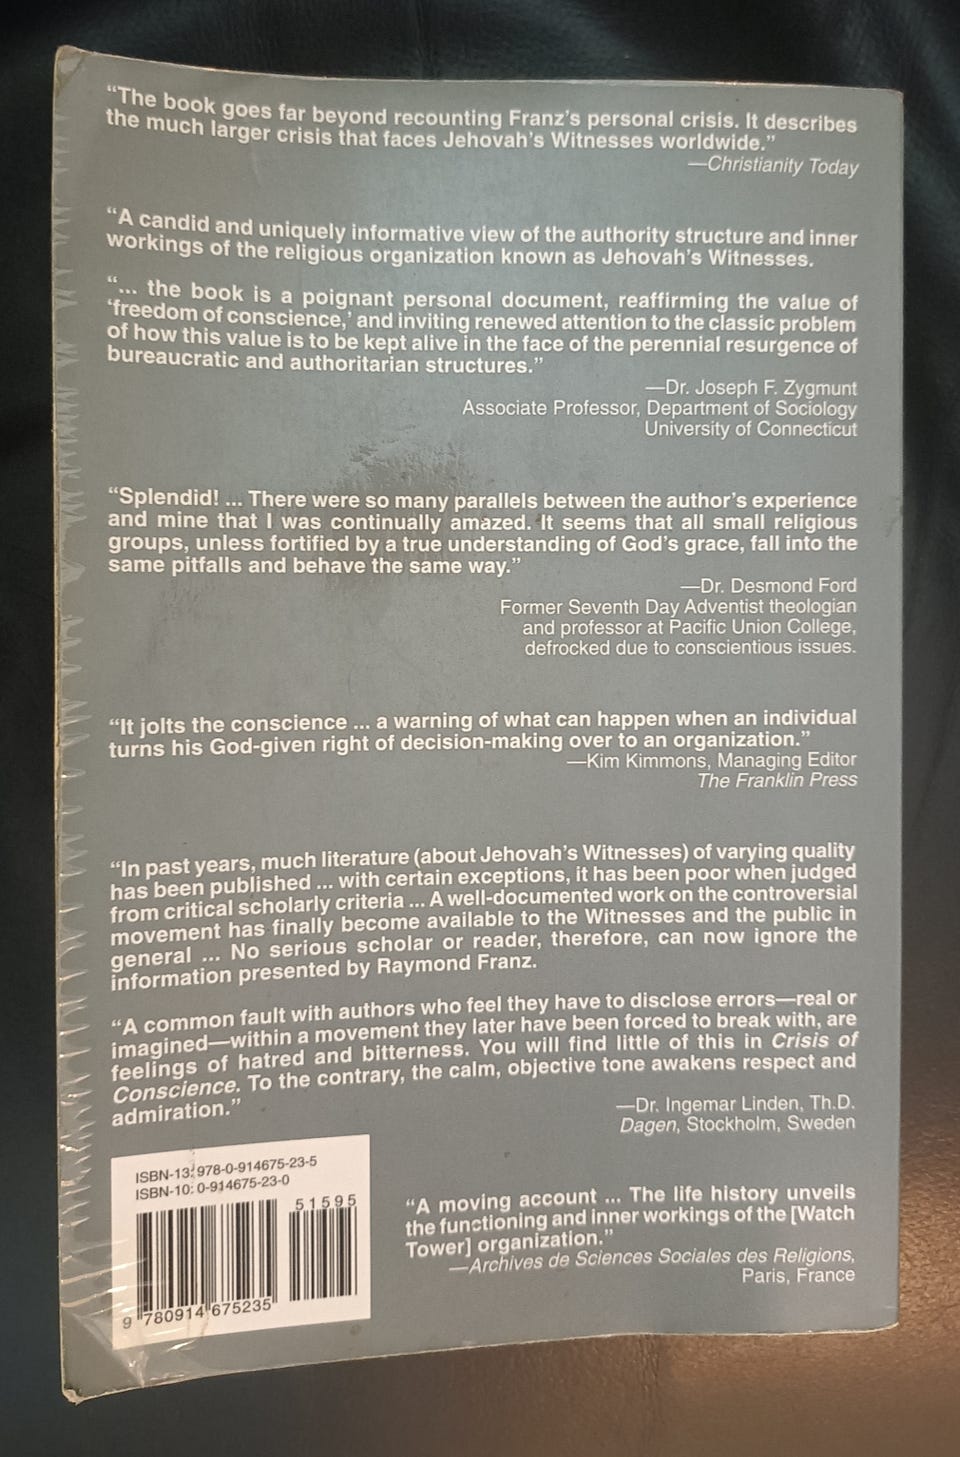 “The book goes far beyond recounting Franz’s personal crisis. It describes
the much larger crisis that faces Jehovah’s Witnesses worldwide.”
—Christianity Today
“A candid and uniquely informative view of the authority structure and inner
workings of the religious organization known as Jehovah’s Witnesses.
“... the book is a poignant personal document, reaffirming the value of
‘freedom of conscience,’ and inviting renewed attention to the classic problem
of how this value is to be kept alive in the face of the perennial resurgence of
bureaucratic and authoritarian structures.”
—Dr. Joseph F. Zygmunt
Associate Professor, Department of Sociology
University of Connecticut
“Splendid! ... There were so many parallels between the author’s experience
and mine that I was continually amazed. It seems that all small religious
groups, unless fortified by a true understanding of God’s grace, fall into the
same pitfalls and behave the same way.”
—Dr. Desmond Ford
Former Seventh Day Adventist theologian
and professor at Pacific Union College,
defrocked due to conscientious issues.
“It jolts the conscience ... a warning of what can happen when an individual
turns his God-given right of decision-making over to an organization.”
—Kim Kimmons, Managing Editor
The Franklin Press
“In past years, much literature (about Jehovah’s Witnesses) of varying quality
has been published ... with certain exceptions, it has been poor when judged
from critical scholarly criteria ... A well-documented work on the controversial
movement has finally become available to the Witnesses and the public in
general ... No serious scholar or reader, therefore, can now ignore the
information presented by Raymond Franz.
“A common fault with authors who feel they have to disclose errors—real or
imagined—within a movement they later have been forced to break with, are
feelings of hatred and bitterness. You will find little of this in Crisis of
Conscience. To the contrary, the calm, objective tone awakens respect and
admiration.”
—Dr. Ingemar Linden, Th.D.
Dagen, Stockholm, Sweden
ISBN-13: 978-0-914675-23-5
ISBN-10: 0-914675-23-0
51595
9 780914 675235
“A moving account ... The life history unveils
the functioning and inner workings of the [Watch
Tower] organization.”
—Archives de Sciences Sociales des Religions,
Paris, France